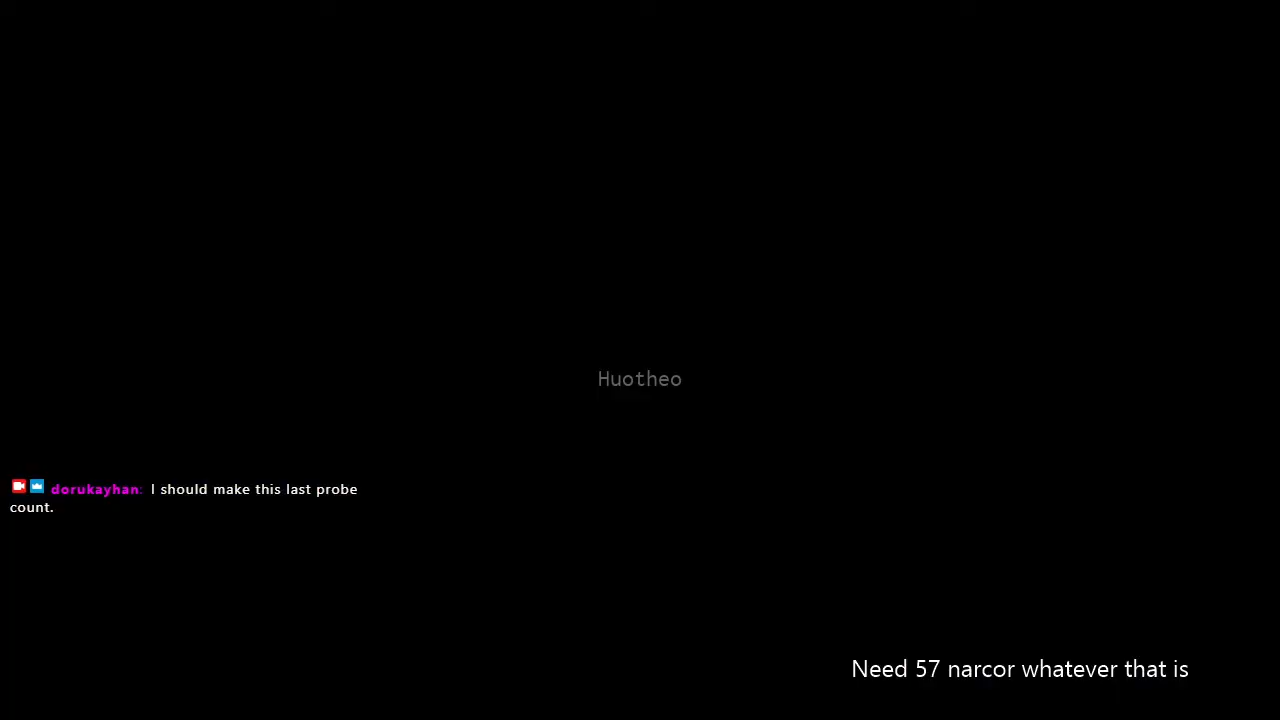 Huotheo
dorukayhan: I should make this last probe
count.
Need 57 narcor whatever that is